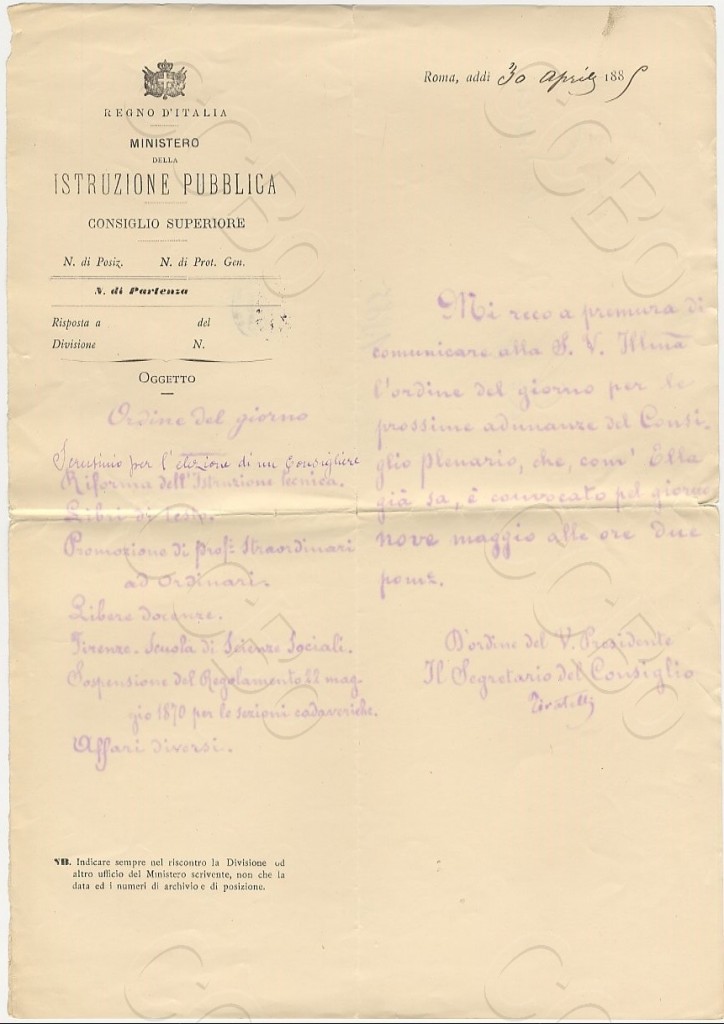 Roma, addì 30 Aprile 1885
REGNO D'ITALIA
MINISTERO
DELLA
ISTRUZIONE PUBBLICA
CONSIGLIO SUPERIORE
N. di Posiz. N. di Prot. Gen.
N. di Partenza
Risposta a del
Divisione N.
OGGETTO
Ordine del giorno
Scrutinio per l'elezione di un Consigliere
Riforma dell'Istruzione tecnica.
Libri di testo.
Promozione di prof.i Straordinari
ad Ordinari.
Libere docenze.
Firenze. Scuola di Scienze Sociali.
Sospensione del Regolamento 22 mag-
gio 1870 per le sezioni cadaveriche.
Affari diversi.
Mi reco a premura di
comunicare alla S. V. Illma
l'ordine del giorno per le
prossime adunanze del Consi-
glio plenario, che, com' Ella
già sa, è convocato pel giorno
nove maggio alle ore due
pomz.
D'ordine del V. Presidente
Il Segretario del Consiglio
NB. Indicare sempre nel riscontro la Divisione od
altro ufficio del Ministero scrivente, non che la
data ed i numeri di archivio e di posizione.